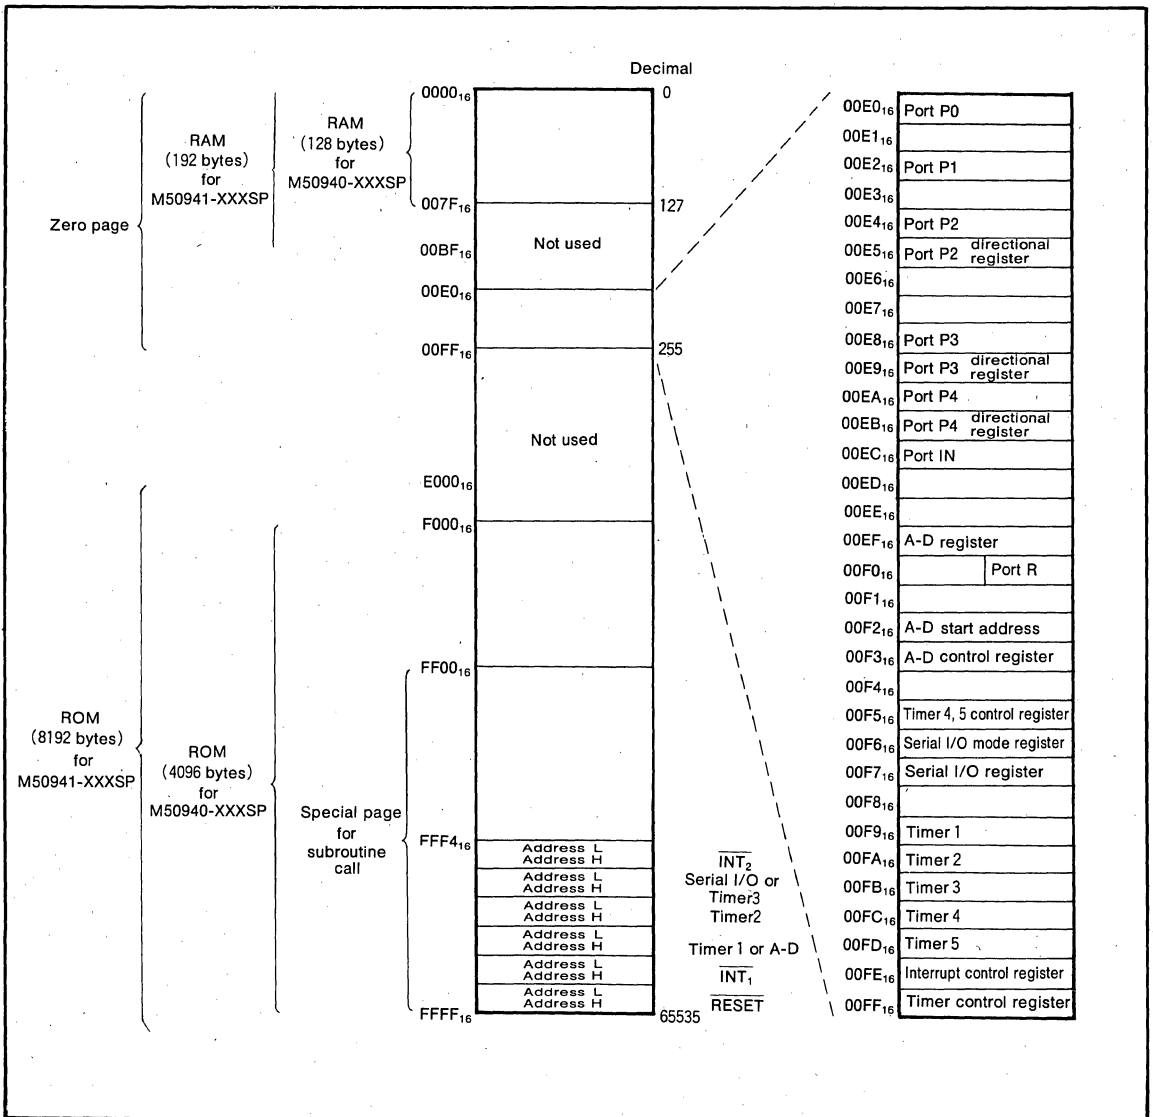 Decimal
0000₁₆
0
RAM
(192 bytes)
for
M50941-XXXSP
RAM
(128 bytes)
for
M50940-XXXSP
007F₁₆
127
Zero page
00BF₁₆
Not used
00E0₁₆
00FF₁₆
255
Not used
E000₁₆
F000₁₆
FF00₁₆
ROM
(8192 bytes)
for
M50941-XXXSP
ROM
(4096 bytes)
for
M50940-XXXSP
Special page
for
subroutine
call
FFF4₁₆
Address L
Address H
INT₂
Address L
Address H
Serial I/O or
Timer3
Address L
Address H
Timer2
Address L
Address H
Timer 1 or A-D
Address L
Address H
INT₁
Address L
Address H
RESET
FFFF₁₆
65535
00E0₁₆ Port P0
00E1₁₆
00E2₁₆ Port P1
00E3₁₆
00E4₁₆ Port P2
00E5₁₆ Port P2 directional register
00E6₁₆
00E7₁₆
00E8₁₆ Port P3
00E9₁₆ Port P3 directional register
00EA₁₆ Port P4
00EB₁₆ Port P4 directional register
00EC₁₆ Port IN
00ED₁₆
00EE₁₆
00EF₁₆ A-D register
00F0₁₆ Port R
00F1₁₆
00F2₁₆ A-D start address
00F3₁₆ A-D control register
00F4₁₆
00F5₁₆ Timer 4, 5 control register
00F6₁₆ Serial I/O mode register
00F7₁₆ Serial I/O register
00F8₁₆
00F9₁₆ Timer 1
00FA₁₆ Timer 2
00FB₁₆ Timer 3
00FC₁₆ Timer 4
00FD₁₆ Timer 5
00FE₁₆ Interrupt control register
00FF₁₆ Timer control register